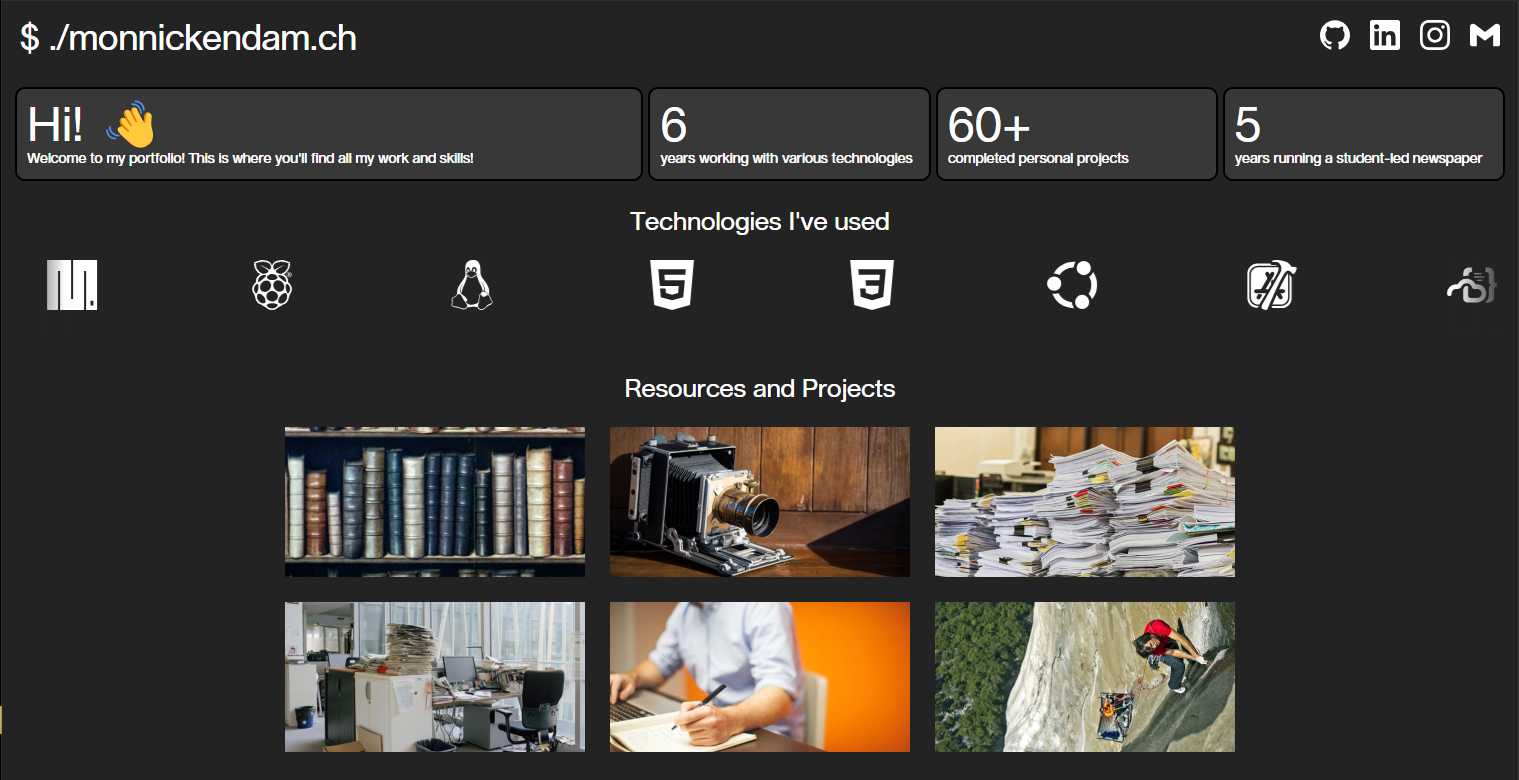 $ ./monnickendam.ch
Hi! 👋
Welcome to my portfolio! This is where you'll find all my work and skills!
6
years working with various technologies
60+
completed personal projects
5
years running a student-led newspaper
Technologies I've used
Resources and Projects